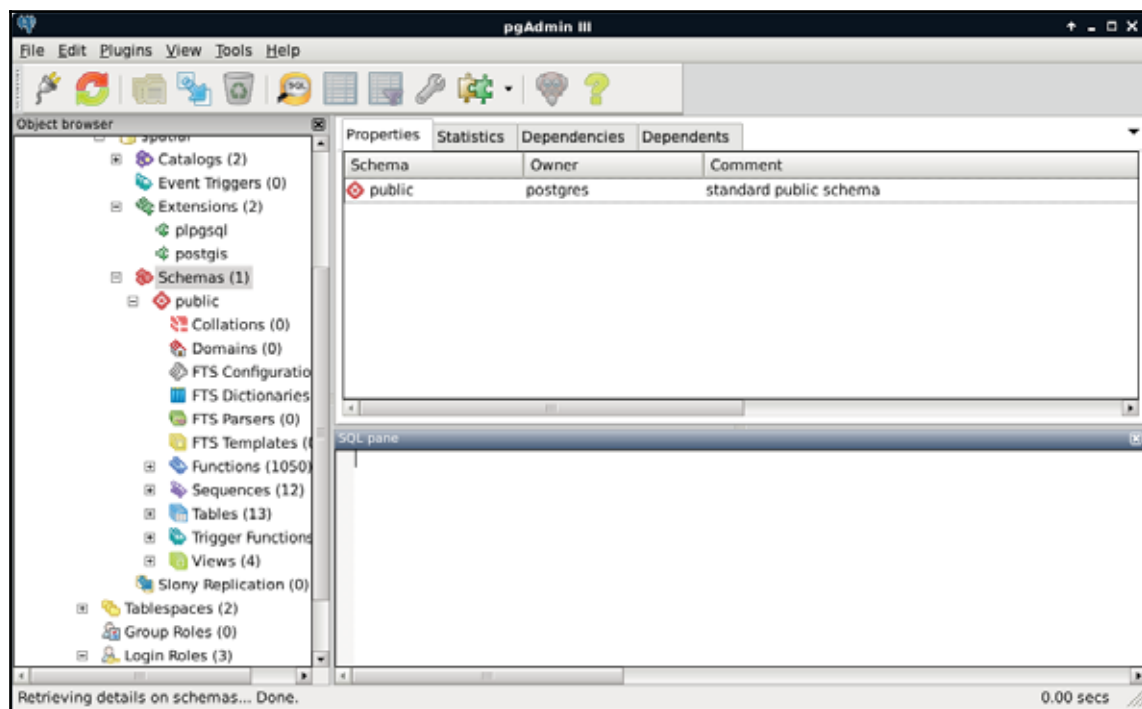 pgAdmin III
File Edit Plugins View Tools Help
SQL
Object browser
Catalogs (2)
Event Triggers (0)
Extensions (2)
plpgsql
postgis
Schemas (1)
public
Collations (0)
Domains (0)
FTS Configuratio
FTS Dictionaries
FTS Parsers (0)
FTS Templates (
Functions (1050)
Sequences (12)
Tables (13)
Trigger Functions
Views (4)
Slony Replication (0)
Tablespaces (2)
Group Roles (0)
Login Roles (3)
Properties Statistics Dependencies Dependents
Schema Owner Comment
public postgres standard public schema
SQL pane
Retrieving details on schemas... Done. 0.00 secs